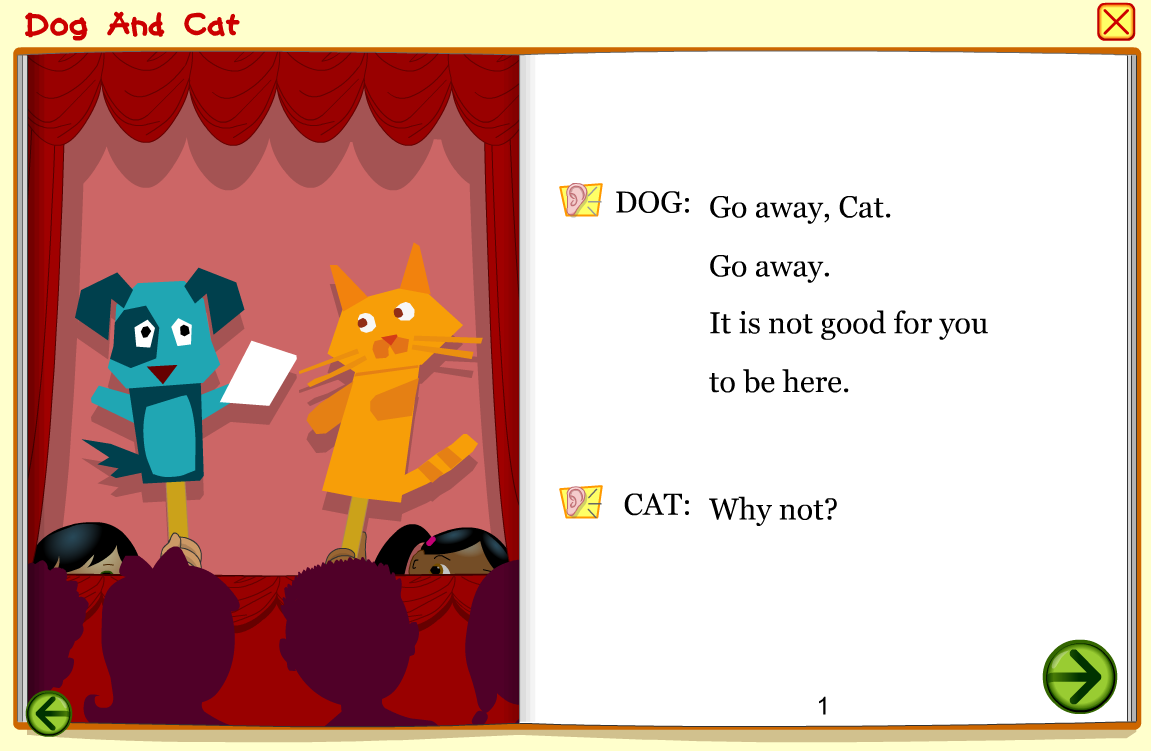 Dog And Cat
DOG: Go away, Cat.
Go away.
It is not good for you
to be here.
CAT: Why not?
1